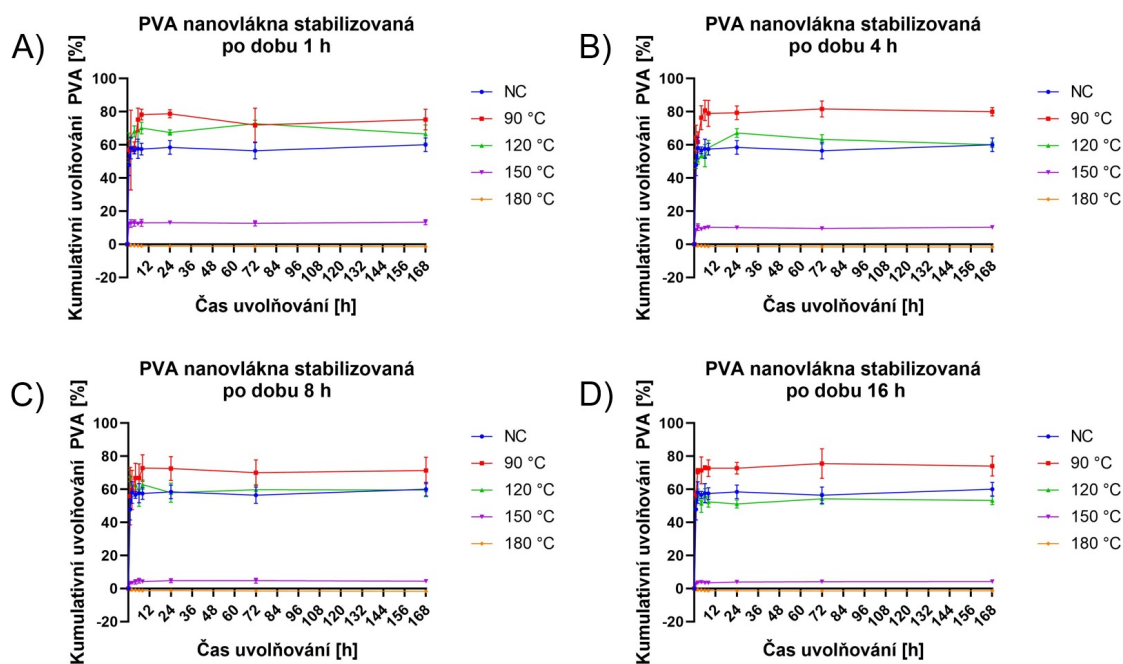 A)
PVA nanovlákna stabilizovaná
po dobu 1 h
Kumulativní uvolňování PVA [%]
100
80
60
40
20
0
-20
12 24 36 48 60 72 84 96 108 120 132 144 156 168
Čas uvolňování [h]
NC
90 °C
120 °C
150 °C
180 °C
B)
PVA nanovlákna stabilizovaná
po dobu 4 h
Kumulativní uvolňování PVA [%]
100
80
60
40
20
0
-20
12 24 36 48 60 72 84 96 108 120 132 144 156 168
Čas uvolňování [h]
NC
90 °C
120 °C
150 °C
180 °C
C)
PVA nanovlákna stabilizovaná
po dobu 8 h
Kumulativní uvolňování PVA [%]
100
80
60
40
20
0
-20
12 24 36 48 60 72 84 96 108 120 132 144 156 168
Čas uvolňování [h]
NC
90 °C
120 °C
150 °C
180 °C
D)
PVA nanovlákna stabilizovaná
po dobu 16 h
Kumulativní uvolňování PVA [%]
100
80
60
40
20
0
-20
12 24 36 48 60 72 84 96 108 120 132 144 156 168
Čas uvolňování [h]
NC
90 °C
120 °C
150 °C
180 °C